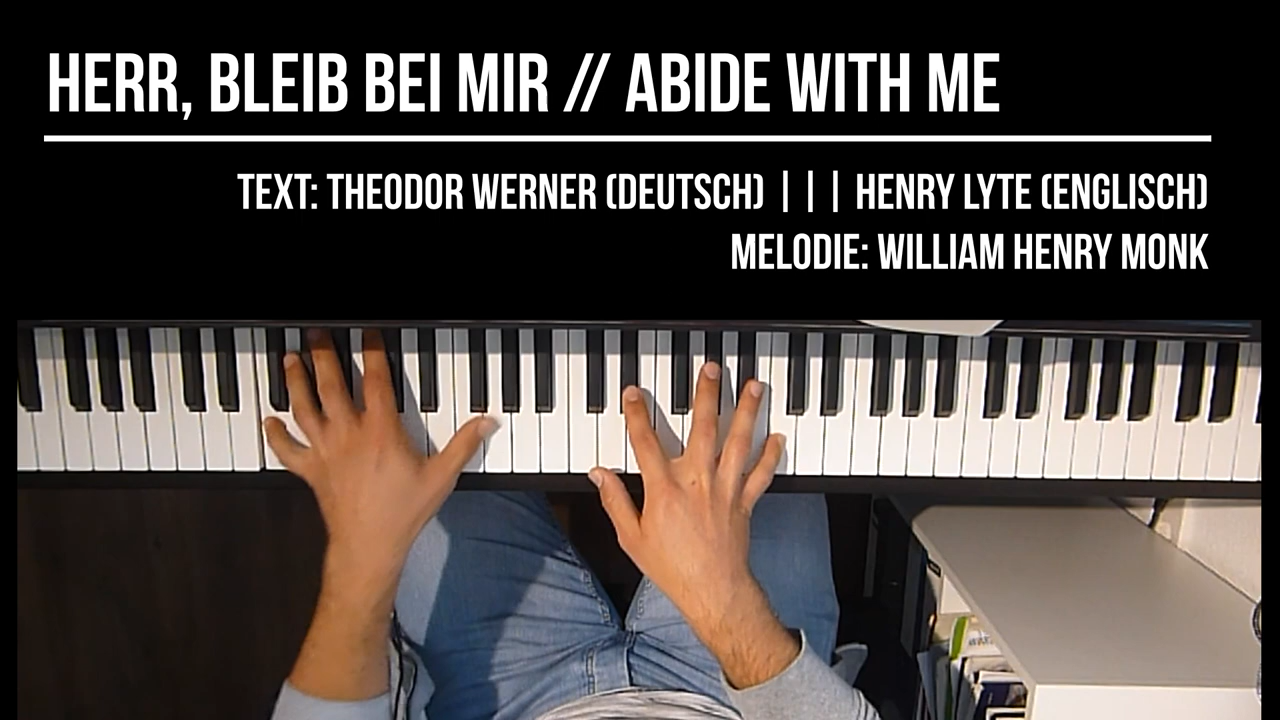 HERR, BLEIB BEI MIR // ABIDE WITH ME
TEXT: THEODOR WERNER (DEUTSCH) | | | HENRY LYTE (ENGLISCH)
MELODIE: WILLIAM HENRY MONK